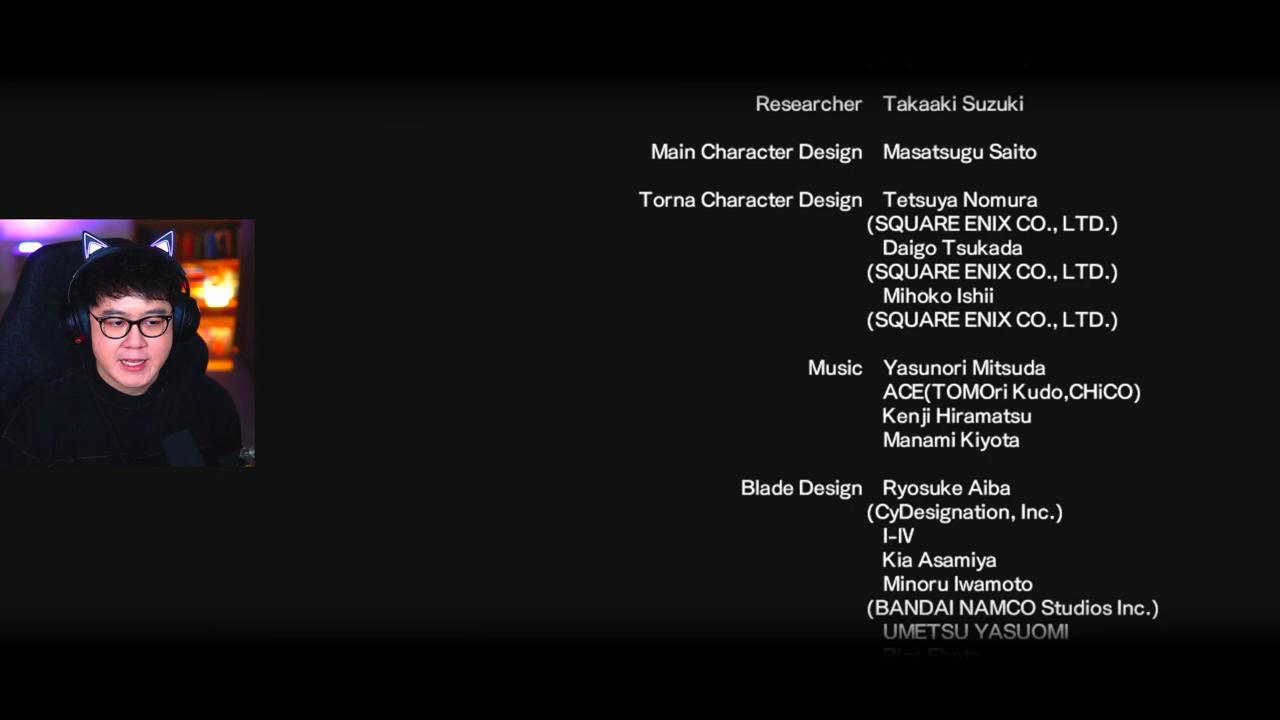 Researcher Takaaki Suzuki
Main Character Design Masatsugu Saito
Torna Character Design Tetsuya Nomura
(SQUARE ENIX CO., LTD.)
Daigo Tsukada
(SQUARE ENIX CO., LTD.)
Mihoko Ishii
(SQUARE ENIX CO., LTD.)
Music Yasunori Mitsuda
ACE(TOMOri Kudo,CHiCO)
Kenji Hiramatsu
Manami Kiyota
Blade Design Ryosuke Aiba
(CyDesignation, Inc.)
I-IV
Kia Asamiya
Minoru Iwamoto
(BANDAI NAMCO Studios Inc.)
UMETSU YASUOMI